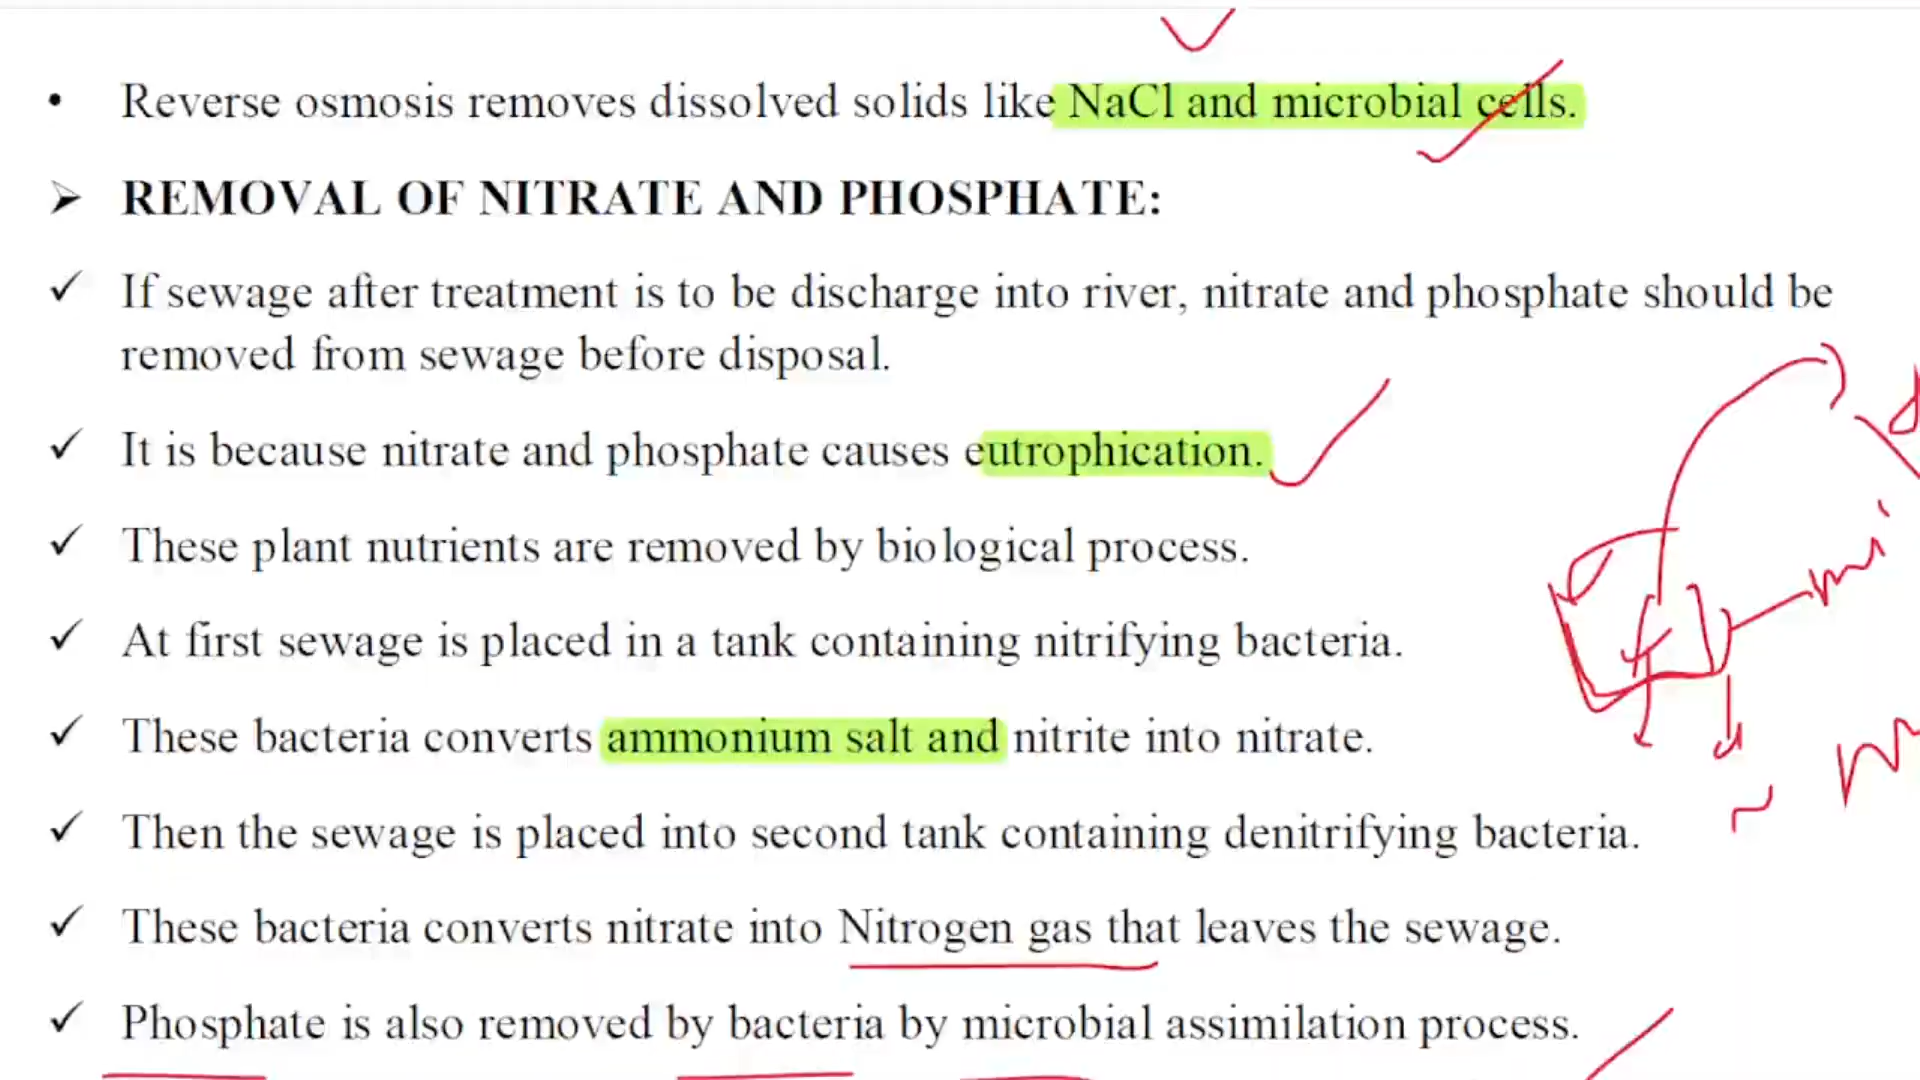 • Reverse osmosis removes dissolved solids like NaCl and microbial cells.
➢ REMOVAL OF NITRATE AND PHOSPHATE:
✓ If sewage after treatment is to be discharge into river, nitrate and phosphate should be
removed from sewage before disposal.
✓ It is because nitrate and phosphate causes eutrophication.
✓ These plant nutrients are removed by biological process.
✓ At first sewage is placed in a tank containing nitrifying bacteria.
✓ These bacteria converts ammonium salt and nitrite into nitrate.
✓ Then the sewage is placed into second tank containing denitrifying bacteria.
✓ These bacteria converts nitrate into Nitrogen gas that leaves the sewage.
✓ Phosphate is also removed by bacteria by microbial assimilation process.